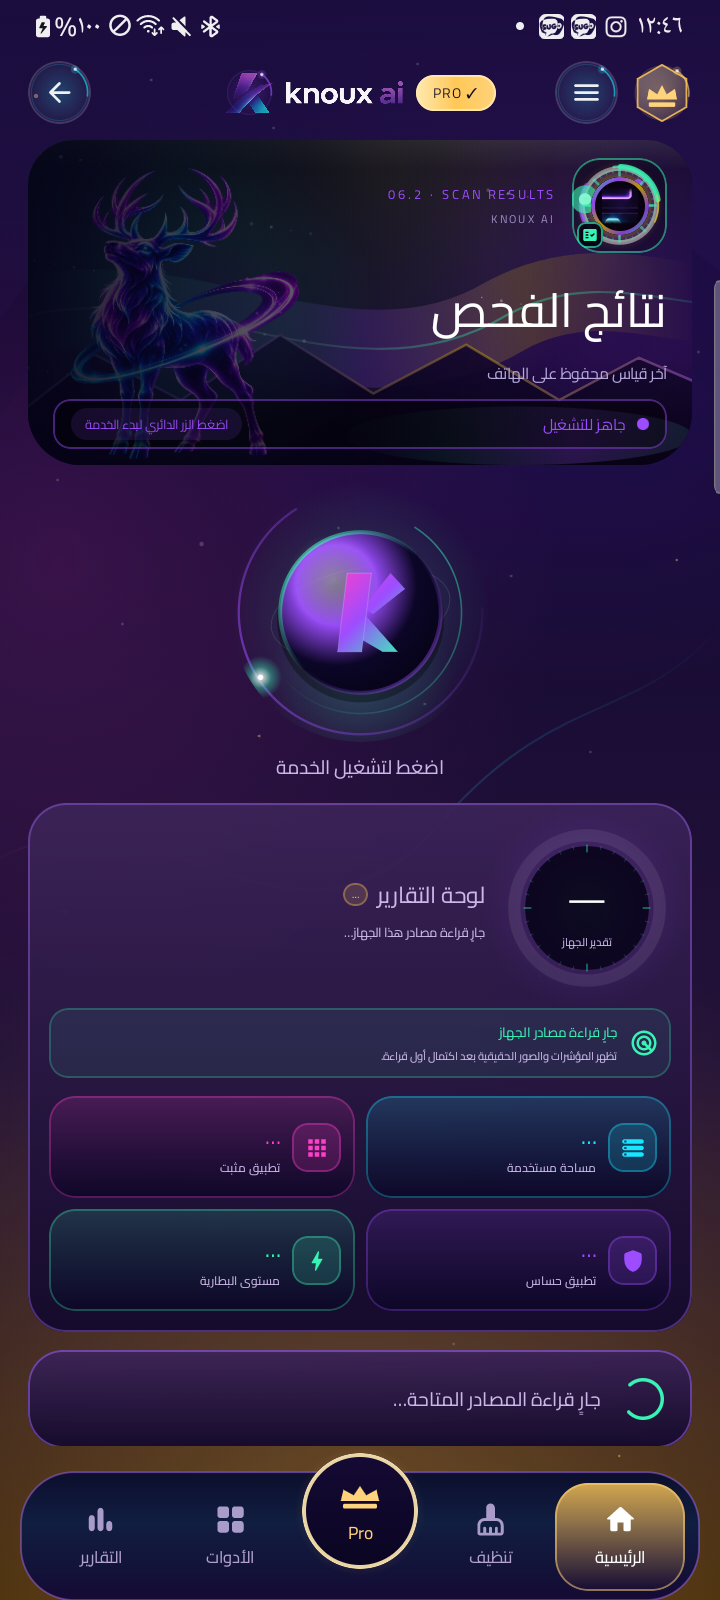 ١٢:٤٦
%١٠٠
knoux ai
PRO ✓
06.2 · SCAN RESULTS
KNOUX AI
نتائج الفحص
آخر قياس محفوظ على الهاتف
جاهز للتشغيل
اضغط الزر الدائري لبدء الخدمة
اضغط لتشغيل الخدمة
لوحة التقارير ...
جارٍ قراءة مصادر هذا الجهاز...
—
تقدير الجهاز
جارٍ قراءة مصادر الجهاز
تظهر المؤشرات والصور الحقيقية بعد اكتمال أول قراءة.
...
مساحة مستخدمة
...
تطبيق مثبت
...
تطبيق حساس
...
مستوى البطارية
جارٍ قراءة المصادر المتاحة...
الرئيسية
تنظيف
Pro
الأدوات
التقارير